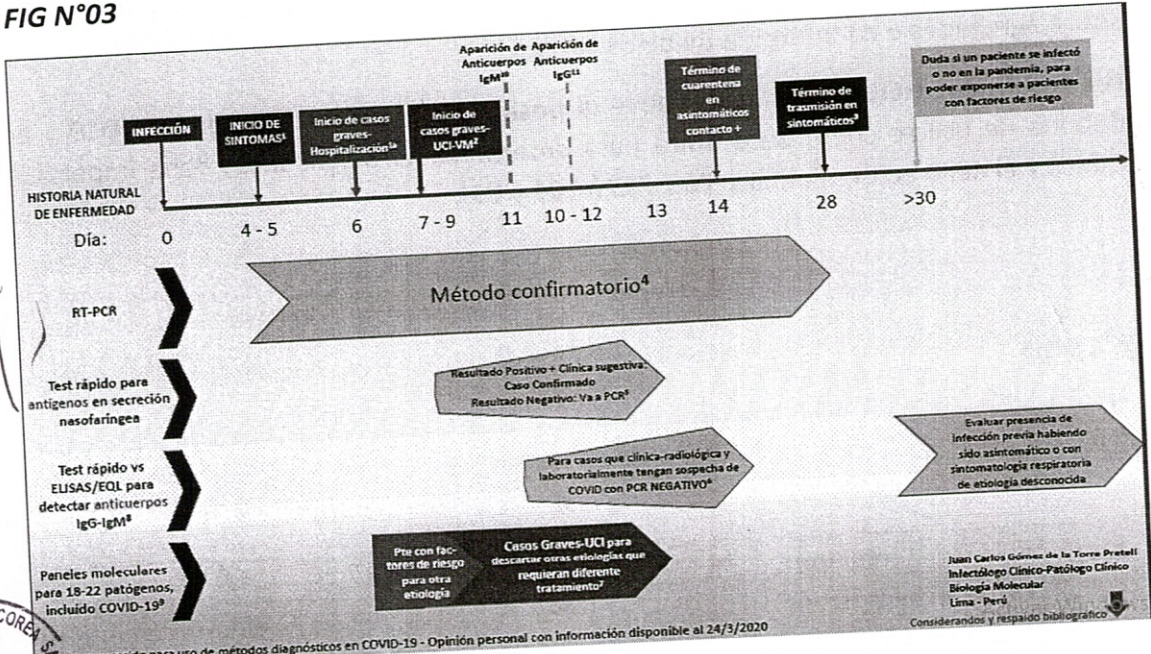 FIG N°03
Aparición de
Anticuerpos
IgM¹⁰
Aparición de
Anticuerpos
IgG¹¹
INFECCIÓN
INICIO DE
SINTOMAS¹
Inicio de casos
graves-
Hospitalización¹ᵃ
Inicio de
casos graves-
UCI-VM²
Término de
cuarentena
en
asintomáticos
contacto +
Término de
trasmisión en
sintomáticos³
Duda si un paciente se infectó
o no en la pandemia, para
poder exponerse a pacientes
con factores de riesgo
HISTORIA NATURAL
DE ENFERMEDAD
Día: 0 4 - 5 6 7 - 9 11 10 - 12 13 14 28 >30
RT-PCR
Método confirmatorio⁴
Test rápido para
antígenos en secreción
nasofaríngea
Resultado Positivo + Clínica sugestiva:
Caso Confirmado
Resultado Negativo: Va a PCR⁵
Test rápido vs
ELISAS/EQL para
detectar anticuerpos
IgG-IgM⁸
Para casos que clínica-radiológica y
laboratorialmente tengan sospecha de
COVID con PCR NEGATIVO⁶
Evaluar presencia de
infección previa habiendo
sido asintomático o con
sintomatología respiratoria
de etiología desconocida
Paneles moleculares
para 18-22 patógenos,
incluido COVID-19⁹
Pte con fac-
tores de riesgo
para otra
etiología
Casos Graves-UCI para
descartar otras etiologías que
requieran diferente
tratamiento⁷
Juan Carlos Gómez de la Torre Pretell
Infectólogo Clínico-Patólogo Clínico
Biología Molecular
Lima - Perú
Considerandos y respaldo bibliográfico
para uso de métodos diagnósticos en COVID-19 - Opinión personal con información disponible al 24/3/2020
COREA